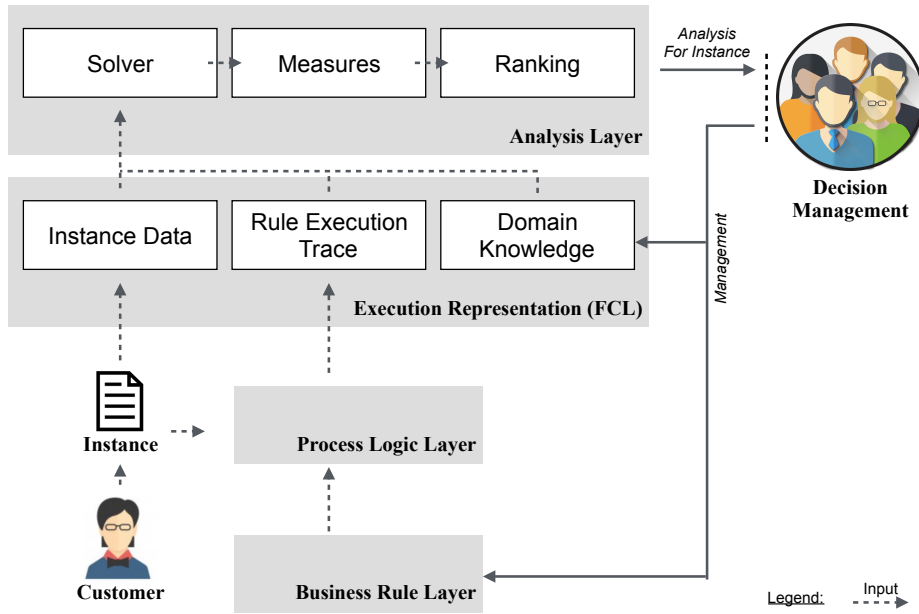 Solver
Measures
Ranking
Analysis Layer
Analysis
For Instance
Decision
Management
Instance Data
Rule Execution
Trace
Domain
Knowledge
Execution Representation (FCL)
Management
Instance
Process Logic Layer
Customer
Business Rule Layer
Legend:
Input